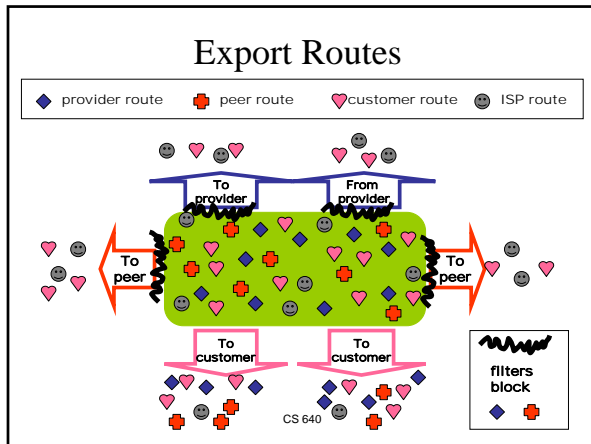 Export Routes
provider route peer route customer route ISP route
To
provider
From
provider
To
peer
To
peer
To
customer
To
customer
filters
block
CS 640